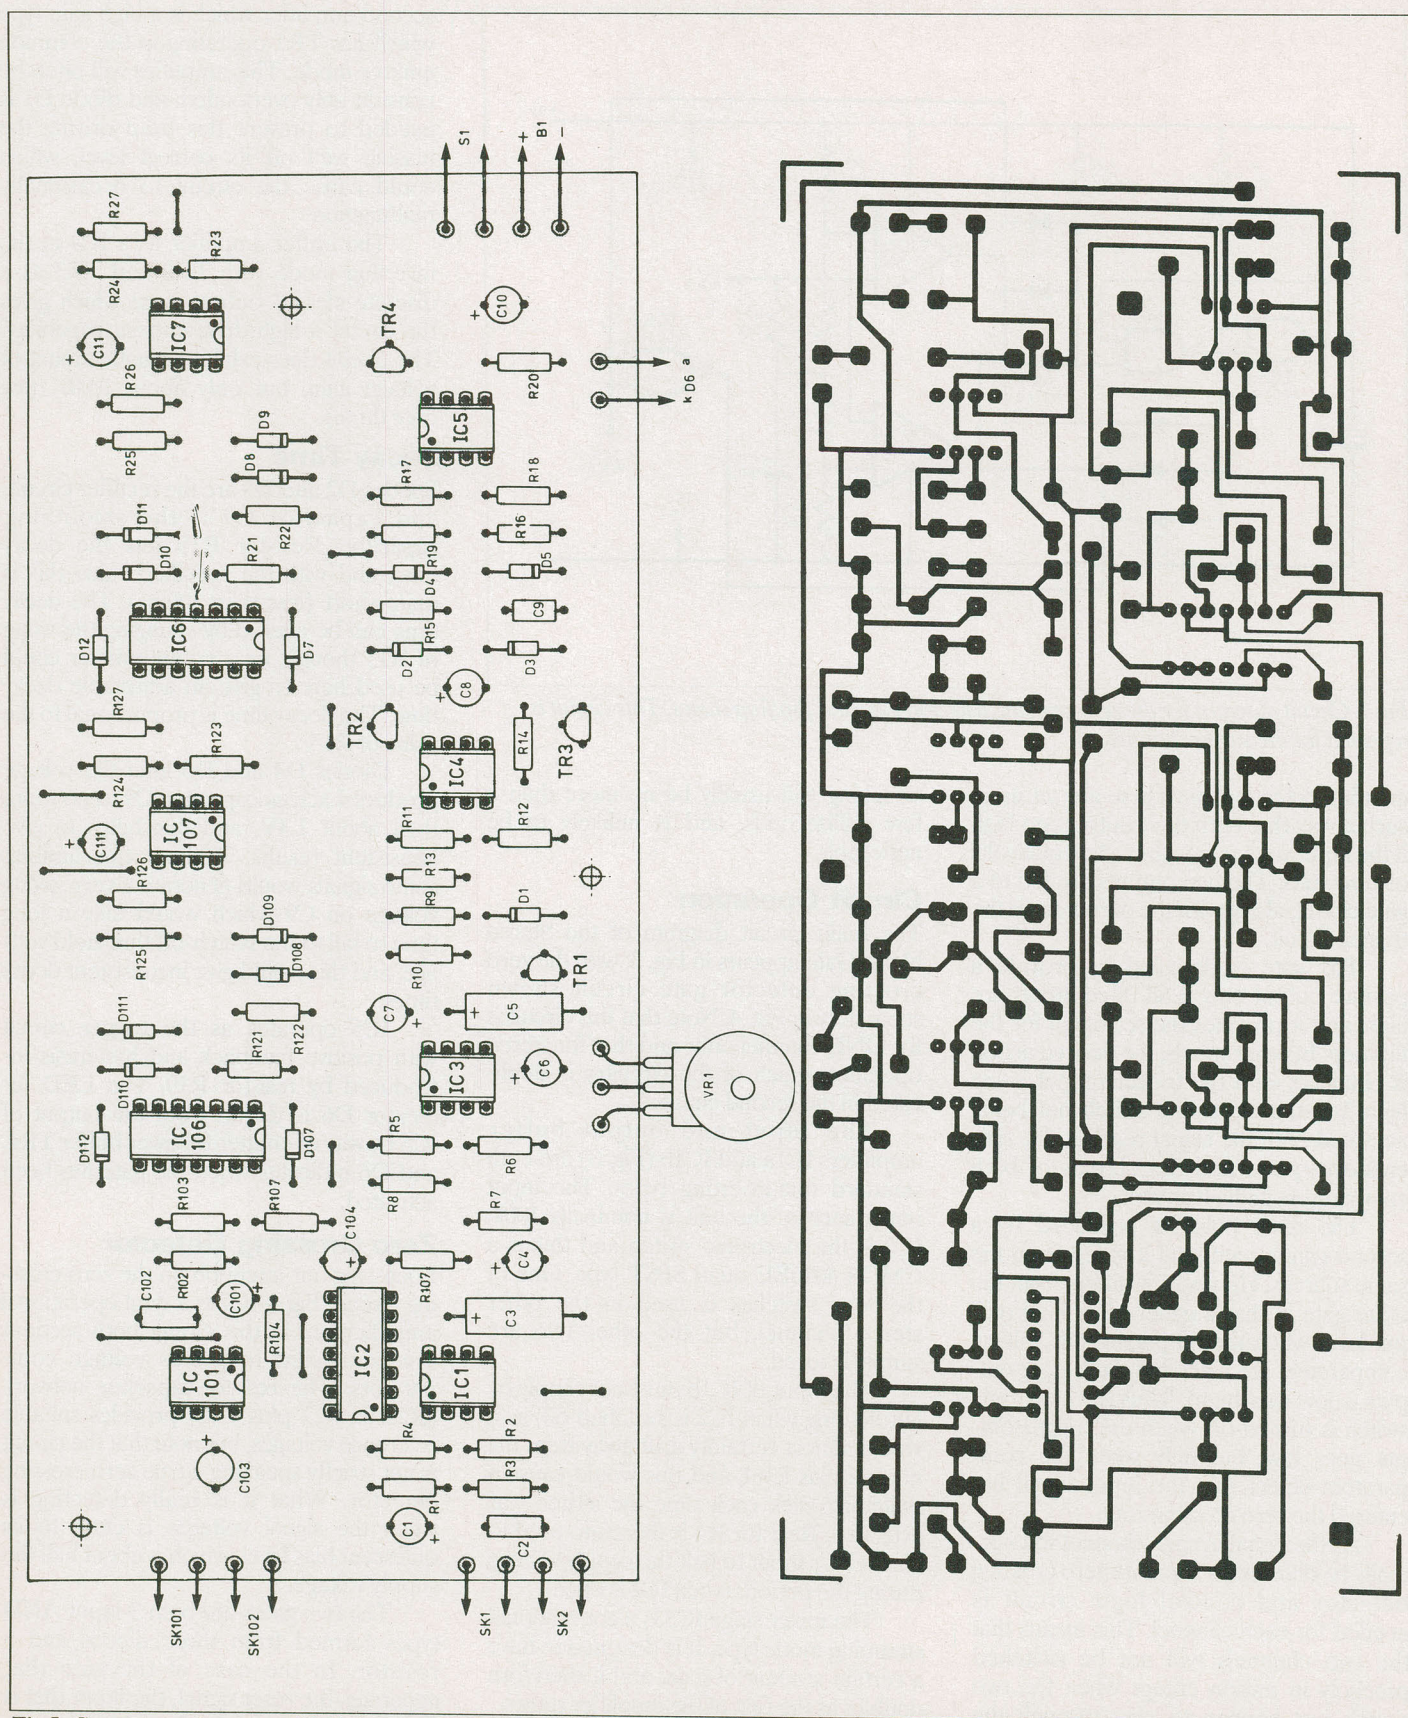 S1
+
B1
−
R27
R23
R24
TR4
+
C10
IC7
+
C11
R20
a
D6
k
R26
IC5
D9
R25
D8
R17
R18
D11
R22
R16
D10
R21
R19
D5
D4
C9
IC6
D12
D7
R15
D2
D3
+
C8
R127
TR2
R14
TR3
R123
IC4
R124
R11
R12
+
C111
IC
107
R13
R126
R9
D1
D109
R125
D108
R10
TR1
D111
C7
+
+
C5
R122
R121
IC3
+
C6
VR1
D110
D112
IC
106
D107
R5
R6
R103
R107
R8
R7
C104
+
R102
C102
C101
+
R107
+
C4
R104
+
C3
IC
101
IC2
IC1
+
C103
R4
R2
R3
R1
C1
+
C2
SK101
SK102
SK1
SK2